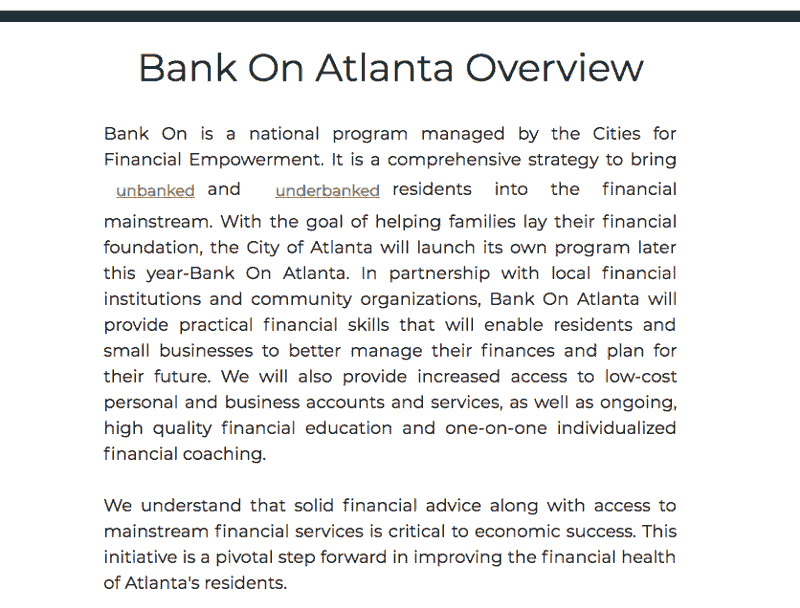 Bank On Atlanta Overview
Bank On is a national program managed by the Cities for
Financial Empowerment. It is a comprehensive strategy to bring
unbanked and underbanked residents into the financial
mainstream. With the goal of helping families lay their financial
foundation, the City of Atlanta will launch its own program later
this year-Bank On Atlanta. In partnership with local financial
institutions and community organizations, Bank On Atlanta will
provide practical financial skills that will enable residents and
small businesses to better manage their finances and plan for
their future. We will also provide increased access to low-cost
personal and business accounts and services, as well as ongoing,
high quality financial education and one-on-one individualized
financial coaching.
We understand that solid financial advice along with access to
mainstream financial services is critical to economic success. This
initiative is a pivotal step forward in improving the financial health
of Atlanta's residents.